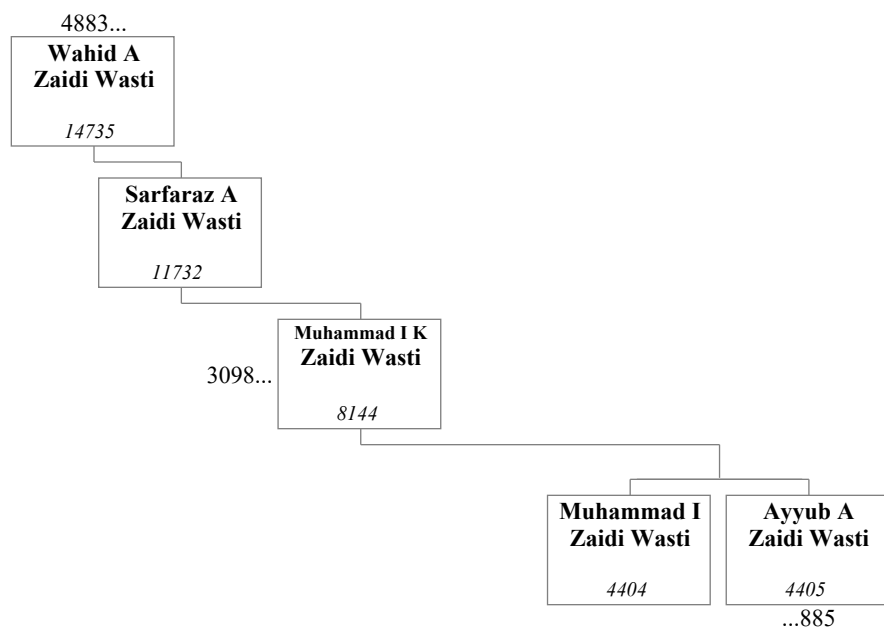 4883...
Wahid A
Zaidi Wasti
14735
Sarfaraz A
Zaidi Wasti
11732
Muhammad I K
Zaidi Wasti
3098...
8144
Muhammad I
Zaidi Wasti
4404
Ayyub A
Zaidi Wasti
4405
...885